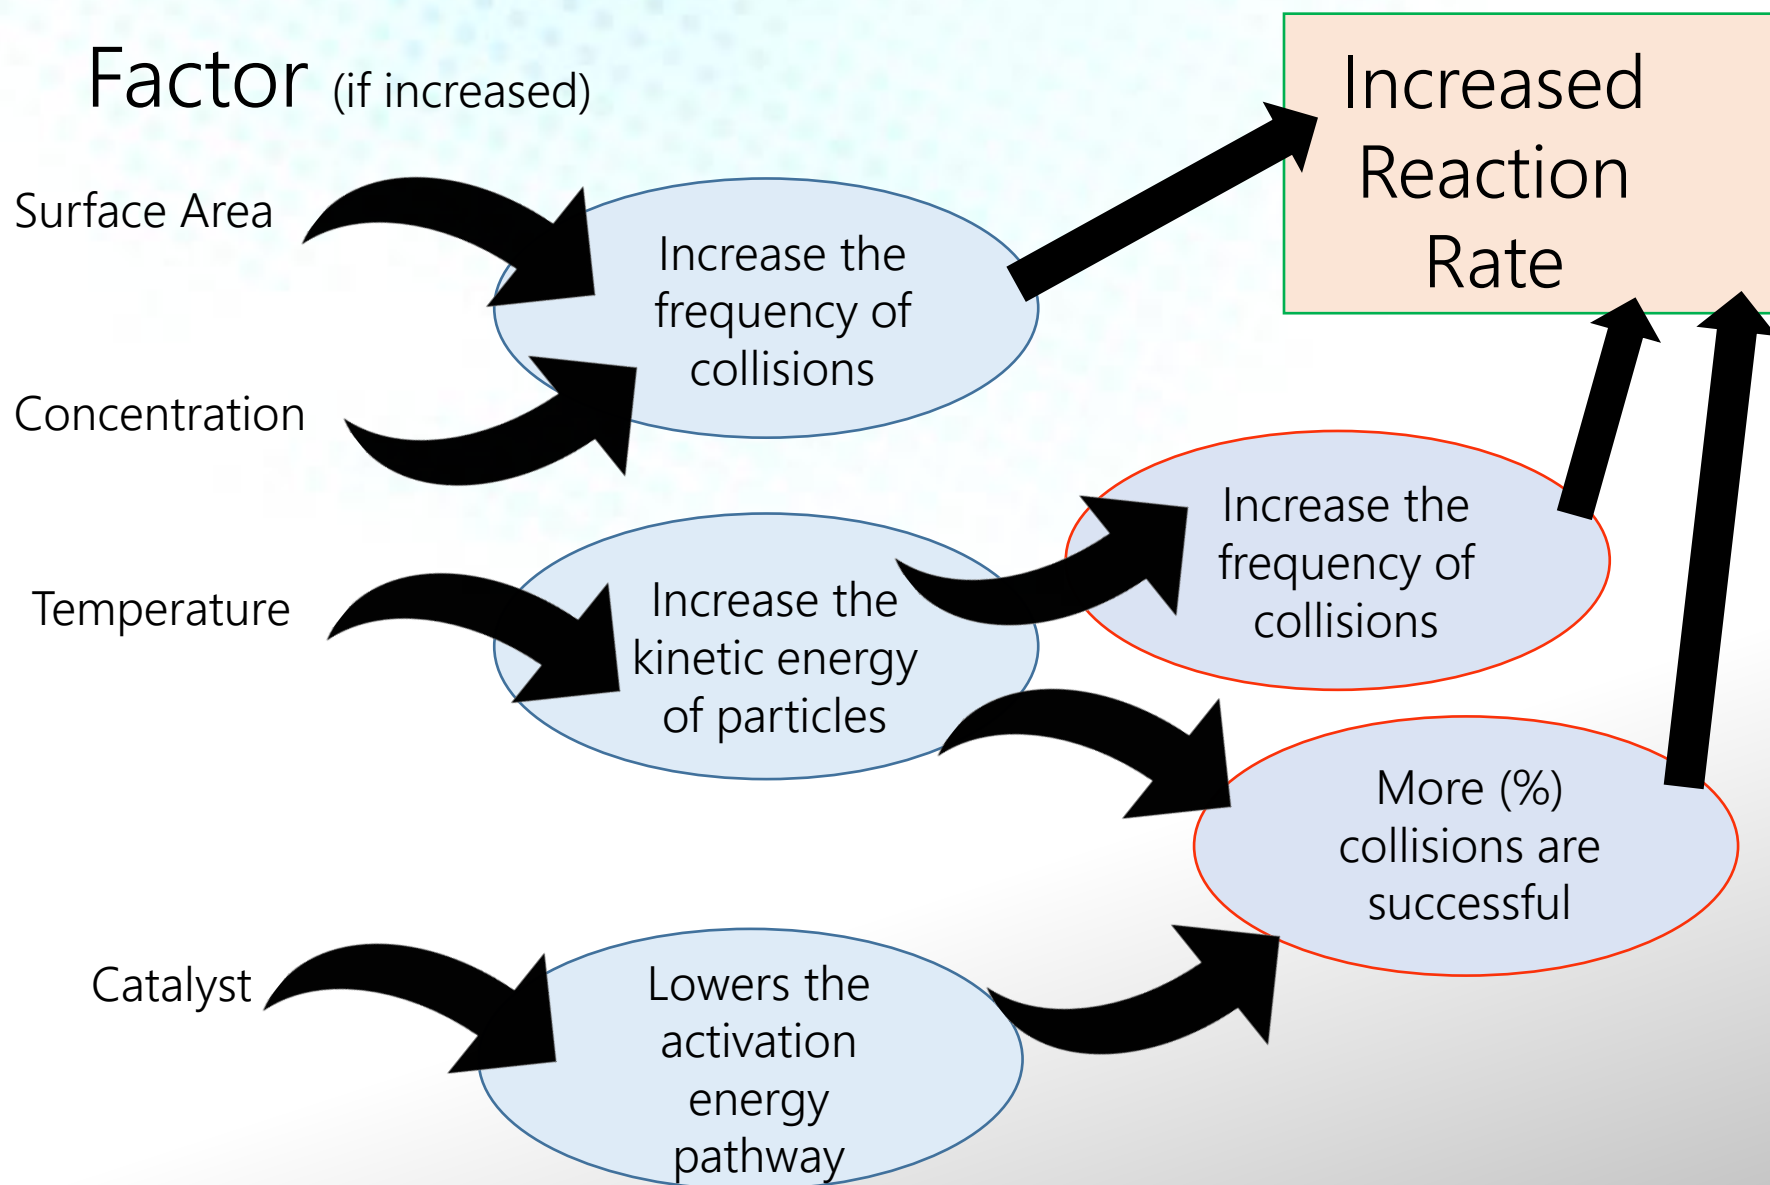 Factor (if increased)
Increased
Reaction
Rate
Surface Area
Increase the
frequency of
collisions
Concentration
Increase the
frequency of
collisions
Temperature
Increase the
kinetic energy
of particles
More (%)
collisions are
successful
Catalyst
Lowers the
activation
energy
pathway